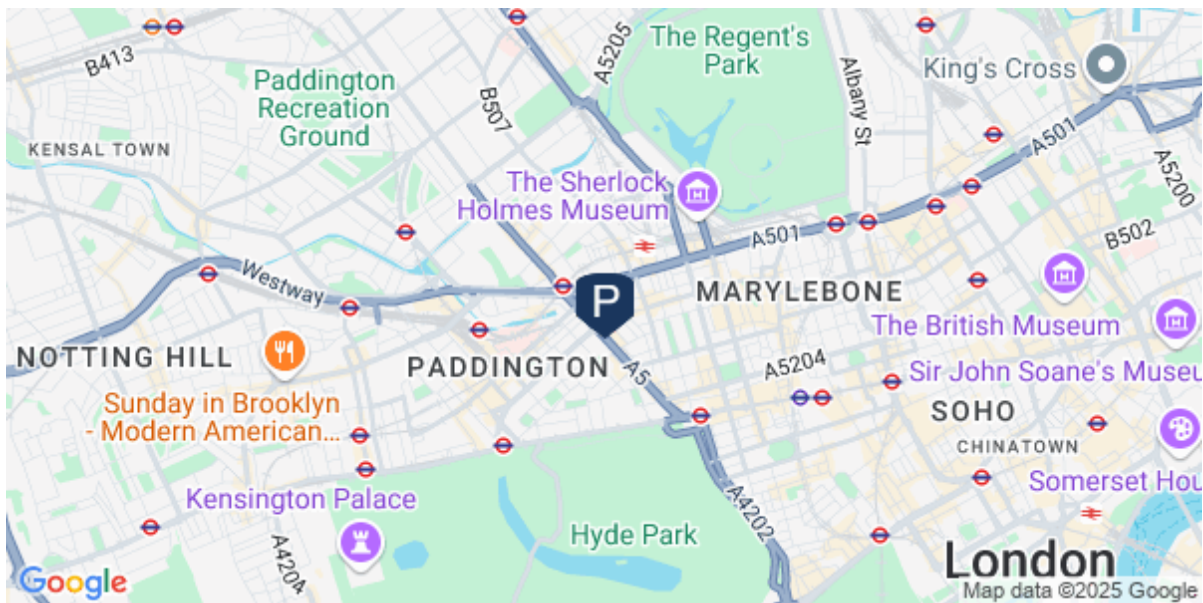 B413
A5205
The Regent's
Park
Albany St
King's Cross
Paddington
Recreation
Ground
B507
A501
KENSAL TOWN
A5200
The Sherlock
Holmes Museum
A501
B502
Westway
MARYLEBONE
P
The British Museum
NOTTING HILL
PADDINGTON
A5
A5204
Sir John Soane's Museu
Sunday in Brooklyn
- Modern American...
SOHO
CHINATOWN
Kensington Palace
Somerset Hou
A4202
Hyde Park
A4204
London
Google
Map data ©2025 Google